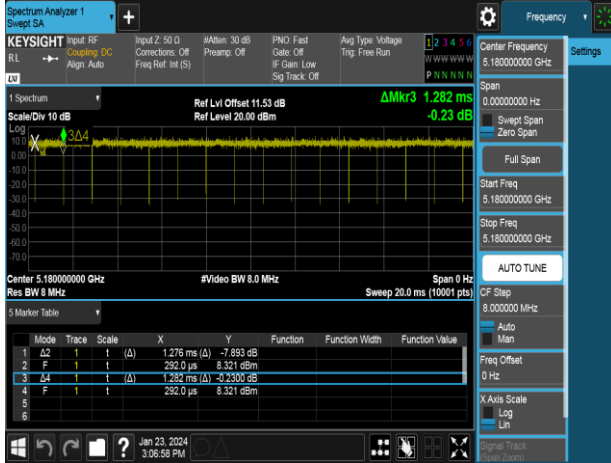 Spectrum Analyzer 1
Swept SA
+
Frequency
KEYSIGHT
RL
LXI
Input: RF
Coupling: DC
Align: Auto
Input Z: 50 Ω
Corrections: Off
Freq Ref: Int (S)
#Atten: 30 dB
Preamp: Off
PNO: Fast
Gate: Off
IF Gain: Low
Sig Track: Off
Avg Type: Voltage
Trig: Free Run
1 2 3 4 5 6
W W W W W W
P N N N N N
1 Spectrum
Scale/Div 10 dB
Ref Lvl Offset 11.53 dB
Ref Level 20.00 dBm
ΔMkr3 1.282 ms
-0.23 dB
Log
10.0
0.00
-10.0
-20.0
-30.0
-40.0
-50.0
-60.0
-70.0
3Δ4
Center 5.180000000 GHz
Res BW 8 MHz
#Video BW 8.0 MHz
Span 0 Hz
Sweep 20.0 ms (10001 pts)
5 Marker Table
Mode Trace Scale X Y Function Function Width Function Value
1 Δ2 1 t (Δ) 1.276 ms (Δ) -7.893 dB
2 F 1 t 292.0 µs 8.321 dBm
3 Δ4 1 t (Δ) 1.282 ms (Δ) -0.2300 dB
4 F 1 t 292.0 µs 8.321 dBm
5
6
?
Jan 23, 2024
3:06:58 PM
Center Frequency
5.180000000 GHz
Span
0.00000000 Hz
Swept Span
Zero Span
Full Span
Start Freq
5.180000000 GHz
Stop Freq
5.180000000 GHz
AUTO TUNE
CF Step
8.000000 MHz
Auto
Man
Freq Offset
0 Hz
X Axis Scale
Log
Lin
Signal Track
(Span Zoom)
Settings